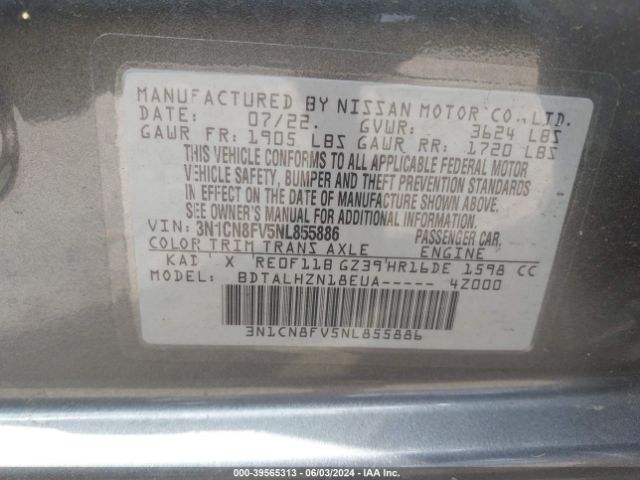 MANUFACTURED BY NISSAN MOTOR CO., LTD.
DATE: 07/22. GVWR: 3624 LBS
GAWR FR: 1905 LBS GAWR RR: 1720 LBS
THIS VEHICLE CONFORMS TO ALL APPLICABLE FEDERAL MOTOR
VEHICLE SAFETY, BUMPER AND THEFT PREVENTION STANDARDS
IN EFFECT ON THE DATE OF MANUFACTURE SHOWN ABOVE.
SEE OWNER'S MANUAL FOR ADDITIONAL INFORMATION.
VIN: 3N1CN8FV5NL855886 PASSENGER CAR
COLOR TRIM TRANS AXLE ENGINE
KAD X RE0F11B GZ39 HR16DE 1598 CC
MODEL: BDTALHZN18EUA----- 4Z000
3N1CN8FV5NL855886
000-39565313 - 06/03/2024 - IAA Inc.